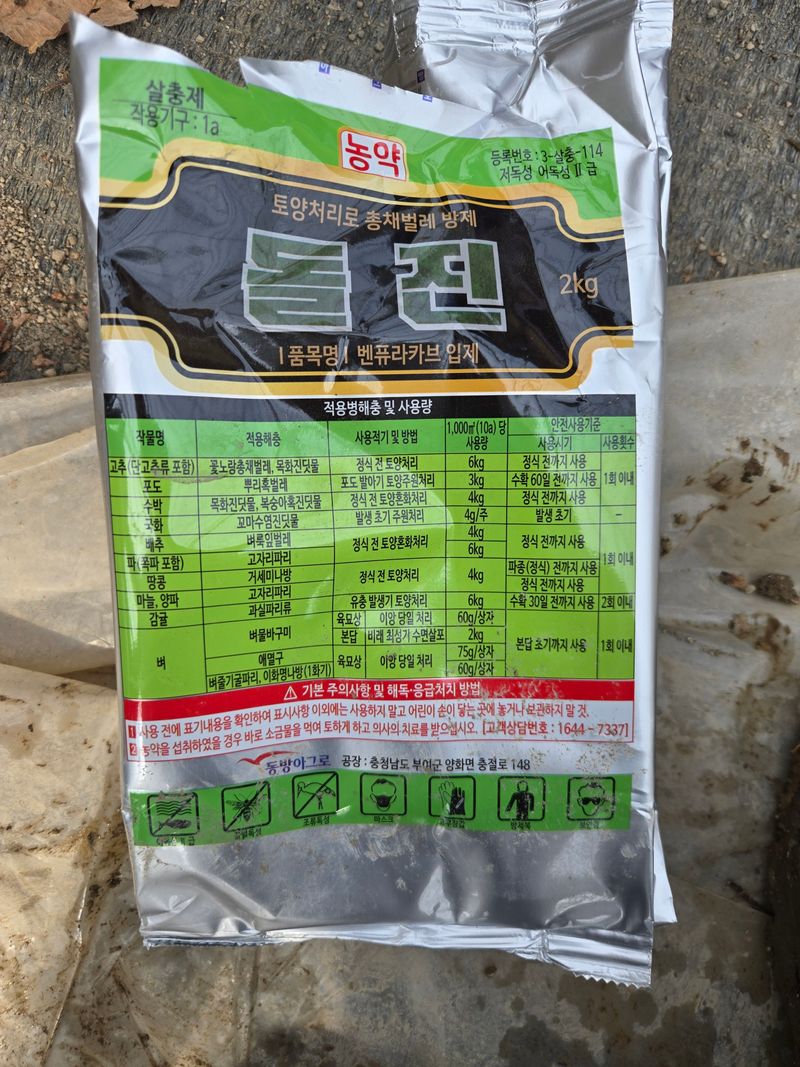 살충제
작용기구 : 1a
농약
등록번호 : 3-살충-114
저독성 어독성 Ⅱ급
토양처리로 총채벌레 방제
돌진
2kg
|품목명| 벤퓨라카브 입제
적용병해충 및 사용량
작물명 적용해충 사용적기 및 방법 1,000㎡(10a) 당 사용량 안전사용기준 사용시기 사용횟수
고추(단고추류 포함) 꽃노랑총채벌레, 목화진딧물 정식 전 토양처리 6kg 정식 전까지 사용 1회 이내
포도 뿌리혹벌레 포도 발아기 토양주원처리 3kg 수확 60일 전까지 사용
수박 목화진딧물, 복숭아혹진딧물 정식 전 토양혼화처리 4kg 정식 전까지 사용
국화 꼬마수염진딧물 발생 초기 주원처리 4g/주 발생 초기 -
배추 벼룩잎벌레 정식 전 토양혼화처리 4kg 정식 전까지 사용 1회 이내
파(쪽파 포함) 고자리파리 6kg
땅콩 거세미나방 정식 전 토양처리 4kg 파종(정식) 전까지 사용
마늘, 양파 고자리파리 정식 전까지 사용
감귤 과실파리류 유충 발생기 토양처리 6kg 수확 30일 전까지 사용 2회 이내
벼 벼물바구미 육묘상 이앙 당일 처리 60g/상자 본답 초기까지 사용 1회 이내
본답 비래 최성기 수면살포 2kg
애멸구 육묘상 이앙 당일 처리 75g/상자
벼줄기굴파리, 이화명나방(1화기) 60g/상자
기본 주의사항 및 해독·응급처치 방법
1 사용 전에 표기내용을 확인하여 표시사항 이외에는 사용하지 말고 어린이 손이 닿는 곳에 놓거나 보관하지 말 것.
2 농약을 섭취하였을 경우 바로 소금물을 먹여 토하게 하고 의사의 치료를 받으십시오. [고객상담번호 : 1644 - 7337]
동방아그로 공장 : 충청남도 부여군 양화면 충절로 148
조류독성 마스크 방제복